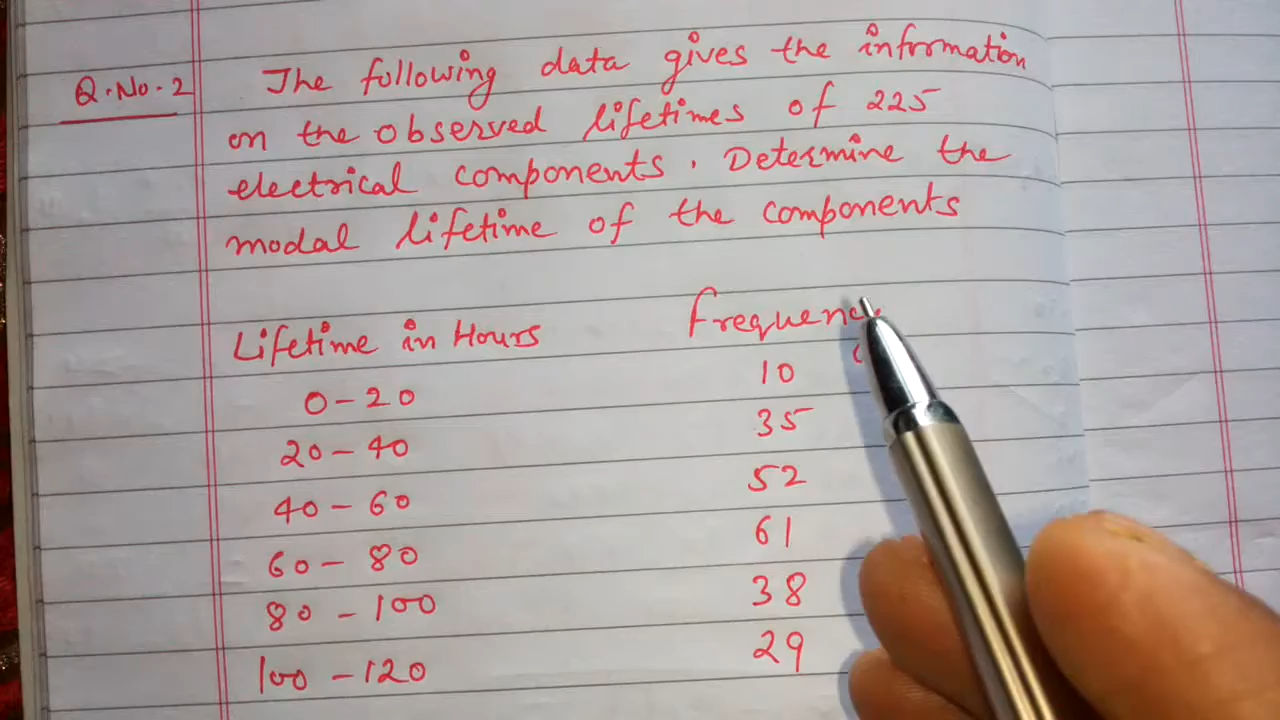 Q.No.2 The following data gives the information
on the observed lifetimes of 225
electrical components. Determine the
modal lifetime of the components
Lifetime in Hours Frequency
0-20 10
20-40 35
40-60 52
60-80 61
80-100 38
100-120 29